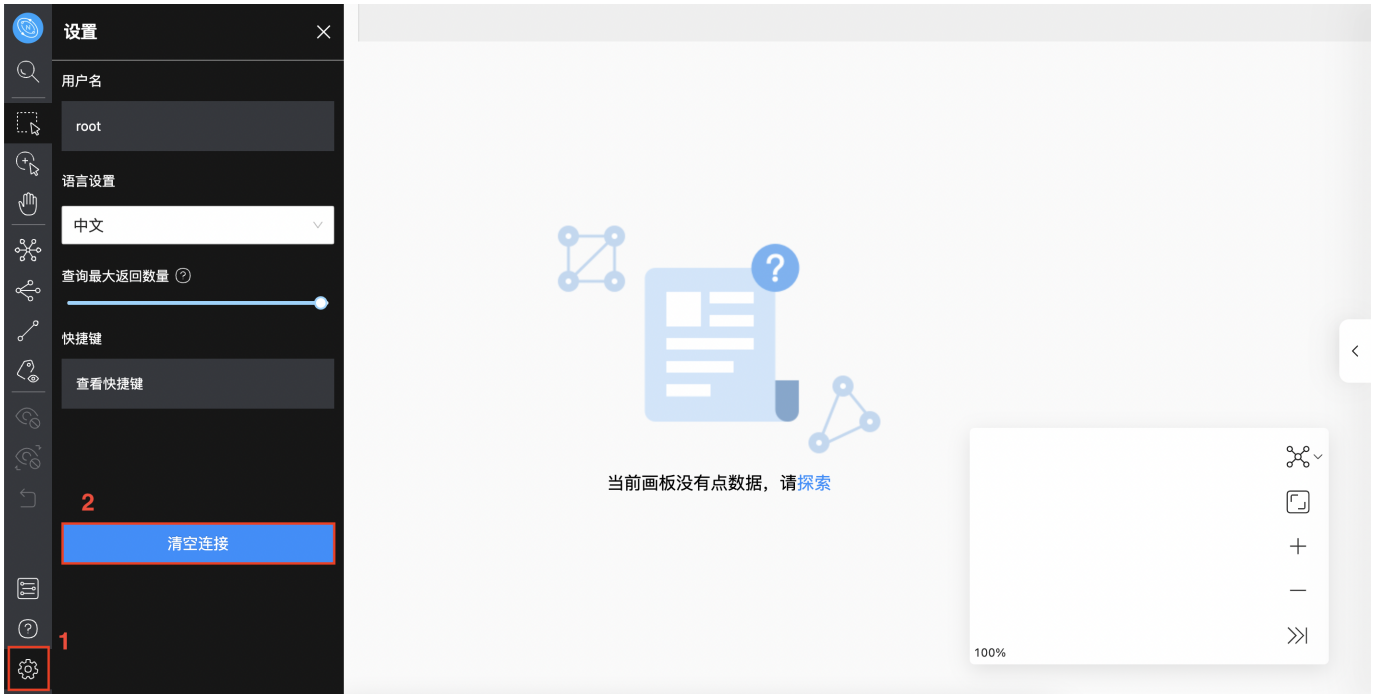 设置
用户名
root
语言设置
中文
查询最大返回数量
快捷键
查看快捷键
2
清空连接
1
当前画板没有点数据，请探索
100%